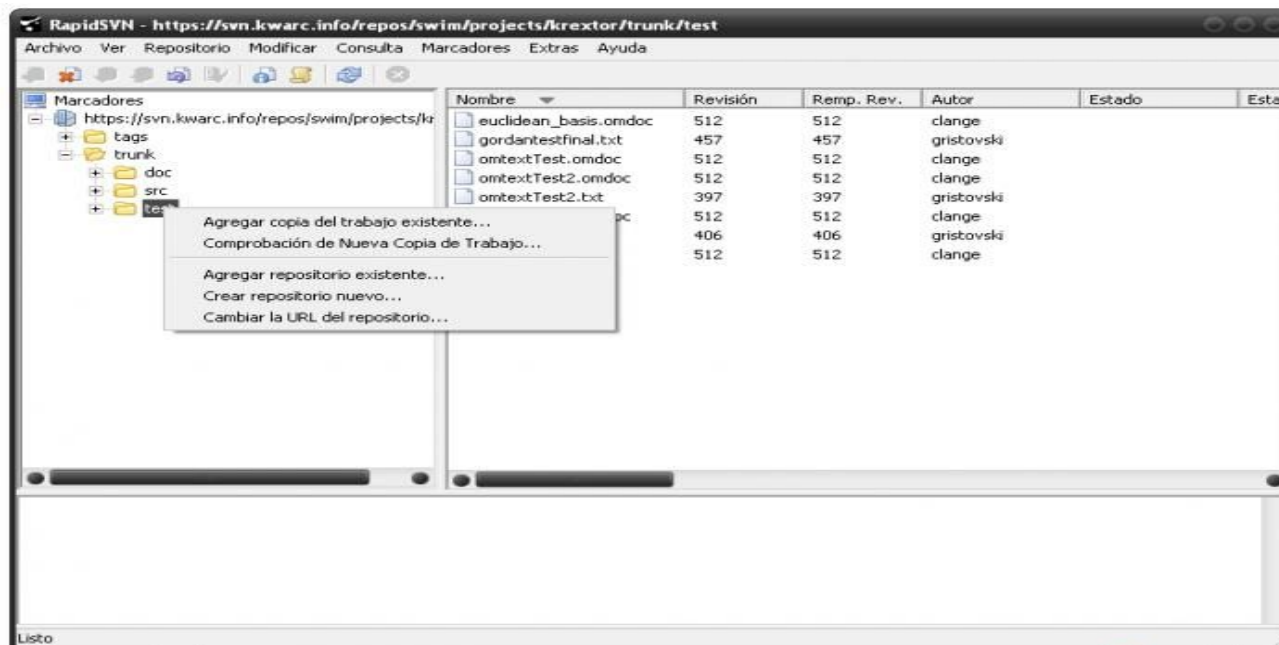 RapidSVN - https://svn.kwarc.info/repos/swim/projects/krextor/trunk/test
Archivo Ver Repositorio Modificar Consulta Marcadores Extras Ayuda
Marcadores
https://svn.kwarc.info/repos/swim/projects/kr
tags
trunk
doc
src
test
Agregar copia del trabajo existente...
Comprobación de Nueva Copia de Trabajo...
Agregar repositorio existente...
Crear repositorio nuevo...
Cambiar la URL del repositorio...
Nombre Revisión Remp. Rev. Autor Estado Esta
euclidean_basis.omdoc 512 512 clange
gordantestfinal.txt 457 457 gristovski
omtextTest.omdoc 512 512 clange
omtextTest2.omdoc 512 512 clange
omtextTest2.txt 397 397 gristovski
512 512 clange
406 406 gristovski
512 512 clange
Listo